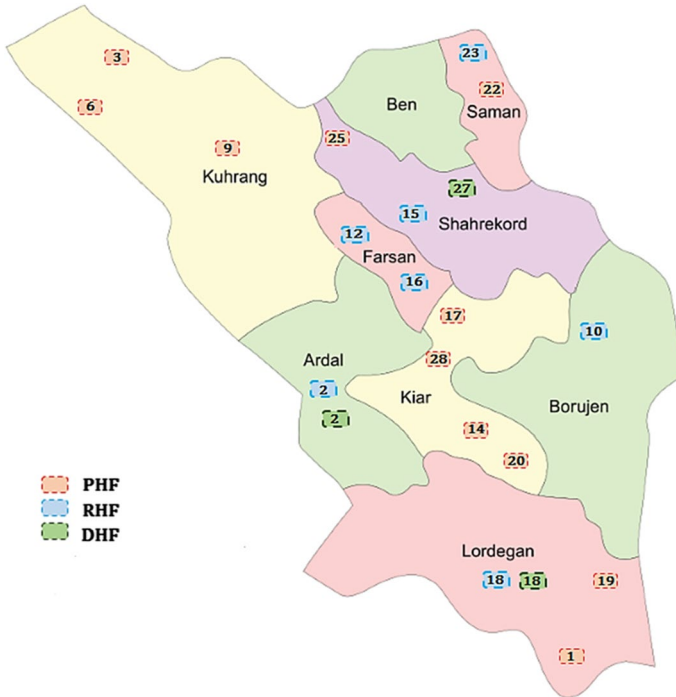 3
23
22
Ben
Saman
6
25
9
Kuhrang
27
15
Shahrekord
12
Farsan
16
17
10
Ardal
28
2
Kiar
Borujen
2
14
20
PHF
RHF
DHF
Lordegan
18
18
19
1